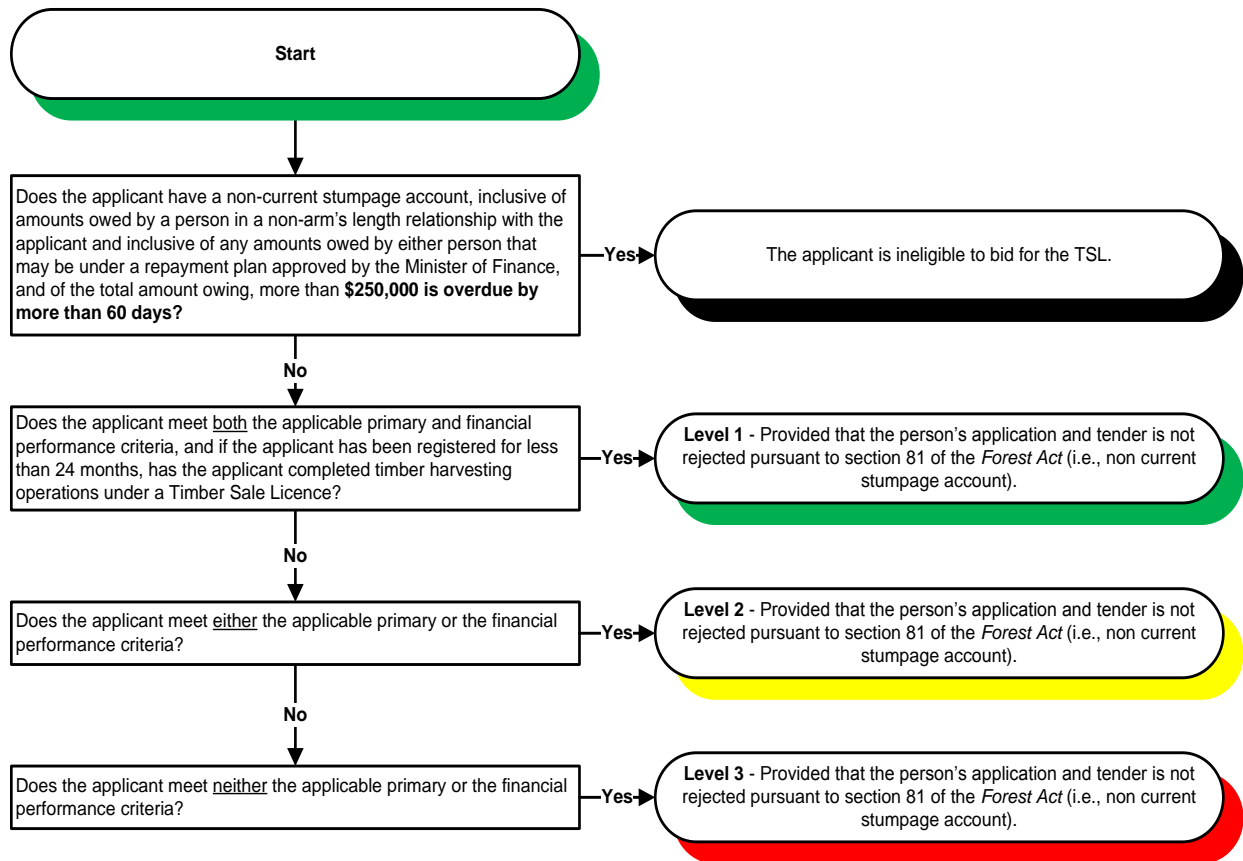 Start
Does the applicant have a non-current stumpage account, inclusive of
amounts owed by a person in a non-arm's length relationship with the
applicant and inclusive of any amounts owed by either person that
may be under a repayment plan approved by the Minister of Finance,
and of the total amount owing, more than $250,000 is overdue by
more than 60 days?
Yes
The applicant is ineligible to bid for the TSL.
No
Does the applicant meet both the applicable primary and financial
performance criteria, and if the applicant has been registered for less
than 24 months, has the applicant completed timber harvesting
operations under a Timber Sale Licence?
Yes
Level 1 - Provided that the person's application and tender is not
rejected pursuant to section 81 of the Forest Act (i.e., non current
stumpage account).
No
Does the applicant meet either the applicable primary or the financial
performance criteria?
Yes
Level 2 - Provided that the person's application and tender is not
rejected pursuant to section 81 of the Forest Act (i.e., non current
stumpage account).
No
Does the applicant meet neither the applicable primary or the financial
performance criteria?
Yes
Level 3 - Provided that the person's application and tender is not
rejected pursuant to section 81 of the Forest Act (i.e., non current
stumpage account).